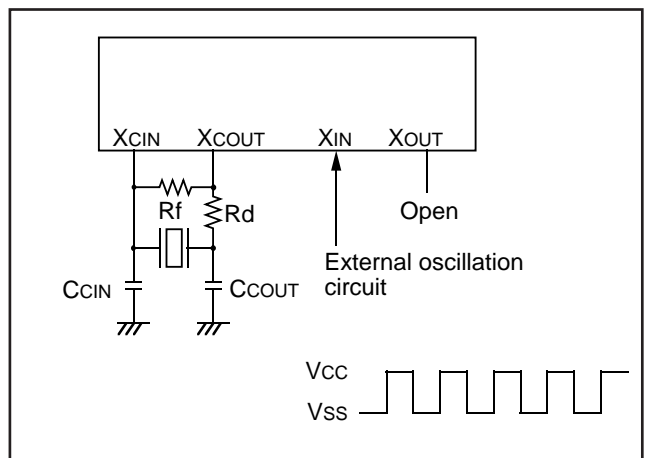 XCIN XCOUT XIN XOUT
Rf Rd
Open
External oscillation
circuit
CCIN CCOUT
VCC
VSS